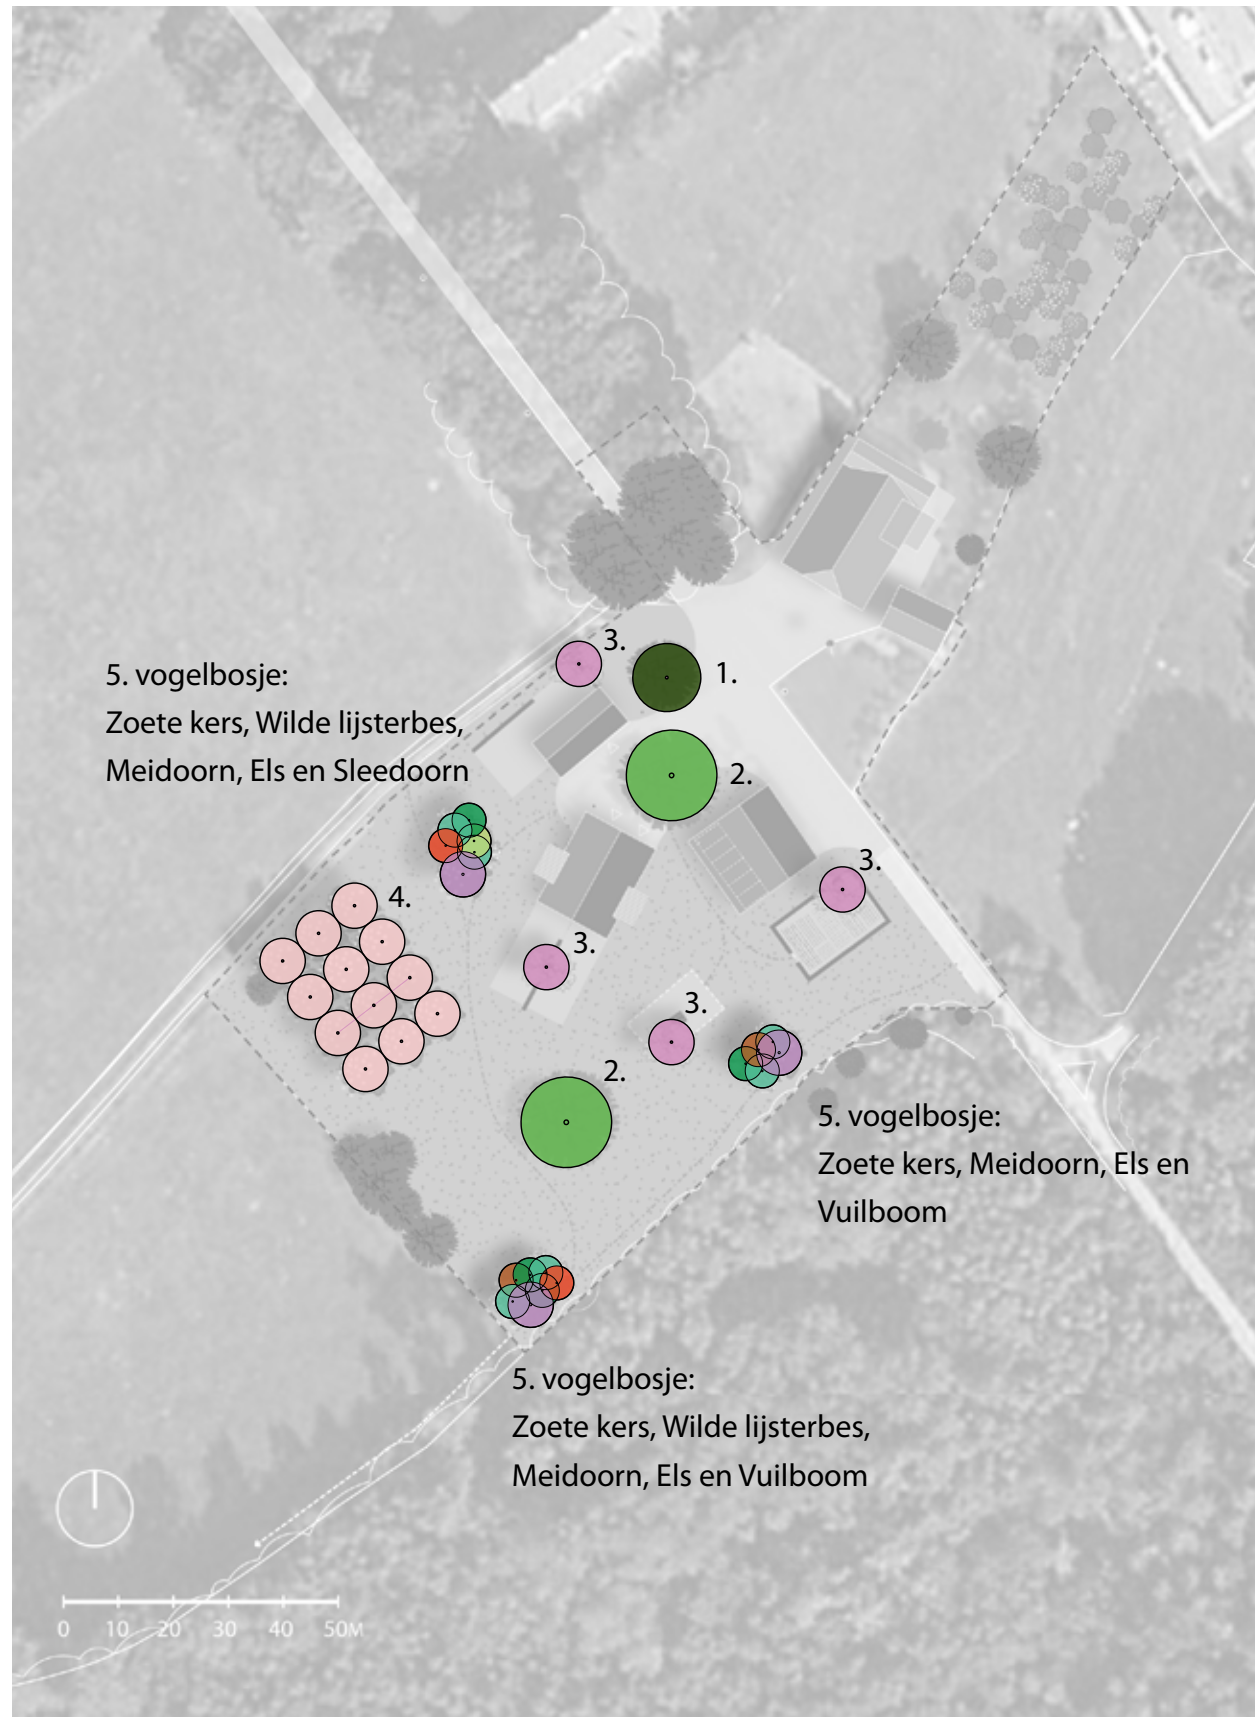 3.
1.
5. vogelbosje:
Zoete kers, Wilde lijsterbes,
Meidoorn, Els en Sleedoorn
2.
3.
4.
3.
3.
2.
5. vogelbosje:
Zoete kers, Meidoorn, Els en
Vuilboom
5. vogelbosje:
Zoete kers, Wilde lijsterbes,
Meidoorn, Els en Vuilboom
0 10 20 30 40 50M